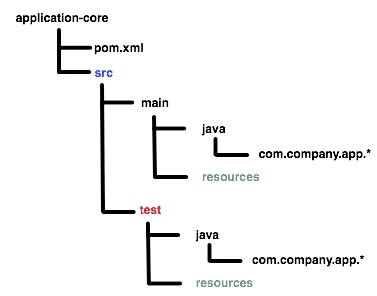 application-core
pom.xml
src
main
java
com.company.app.*
resources
test
java
com.company.app.*
resources